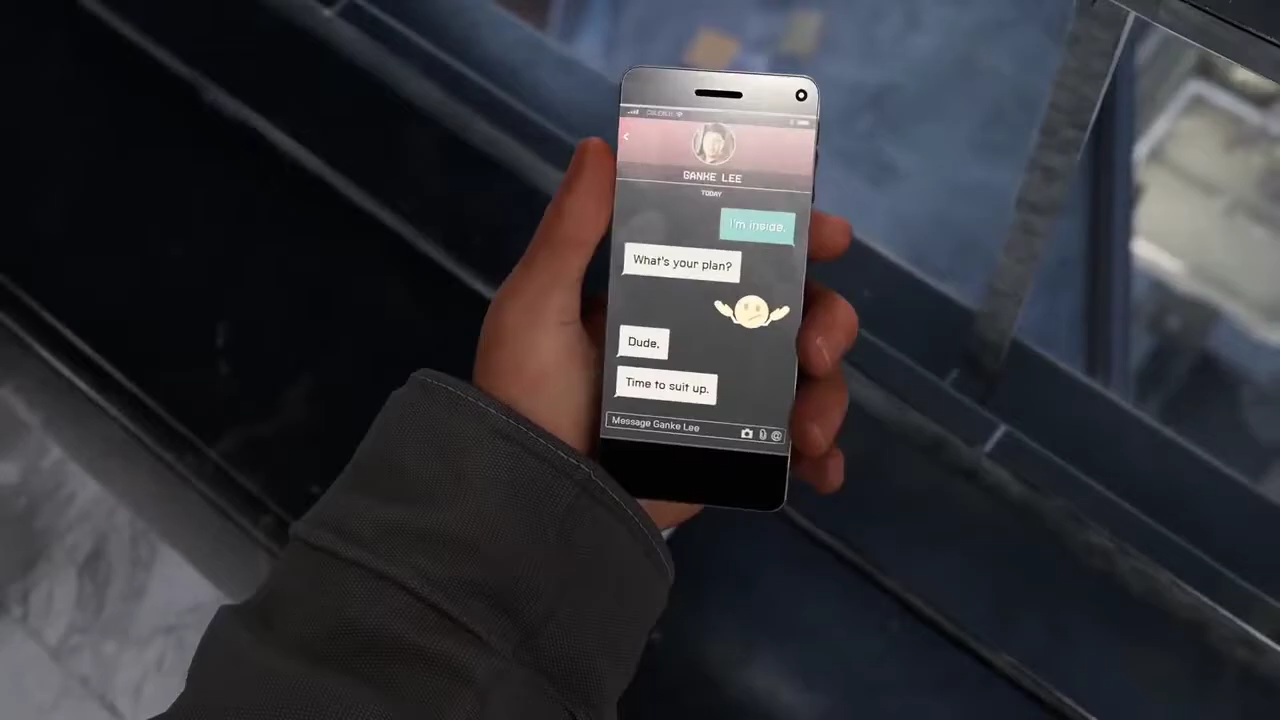 GANKE LEE
TODAY
I'm inside.
What's your plan?
Dude.
Time to suit up.
Message Ganke Lee